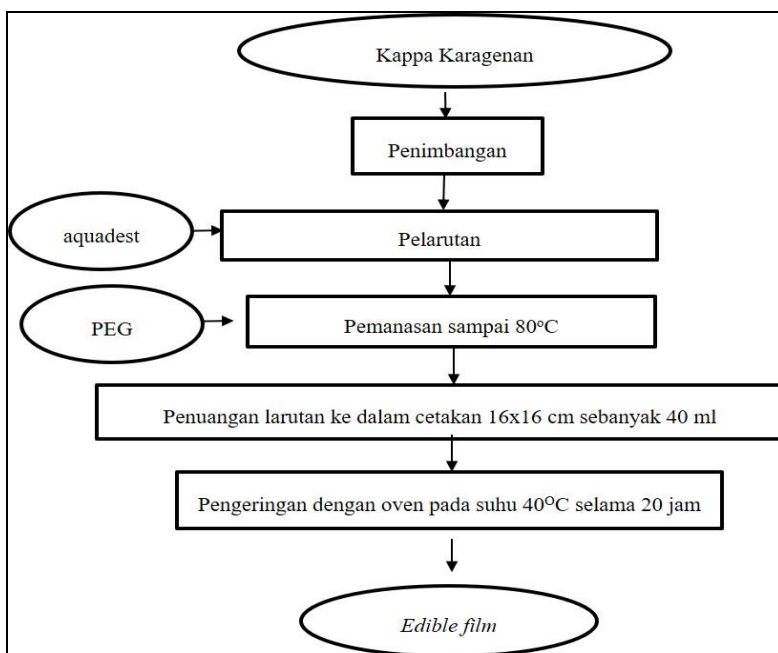 Kappa Karagenan
Penimbangan
aquadest
Pelarutan
PEG
Pemanasan sampai 80°C
Penuangan larutan ke dalam cetakan 16x16 cm sebanyak 40 ml
Pengeringan dengan oven pada suhu 40⁰C selama 20 jam
Edible film